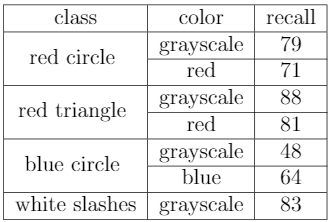 class color recall
red circle grayscale 79
red 71
red triangle grayscale 88
red 81
blue circle grayscale 48
blue 64
white slashes grayscale 83